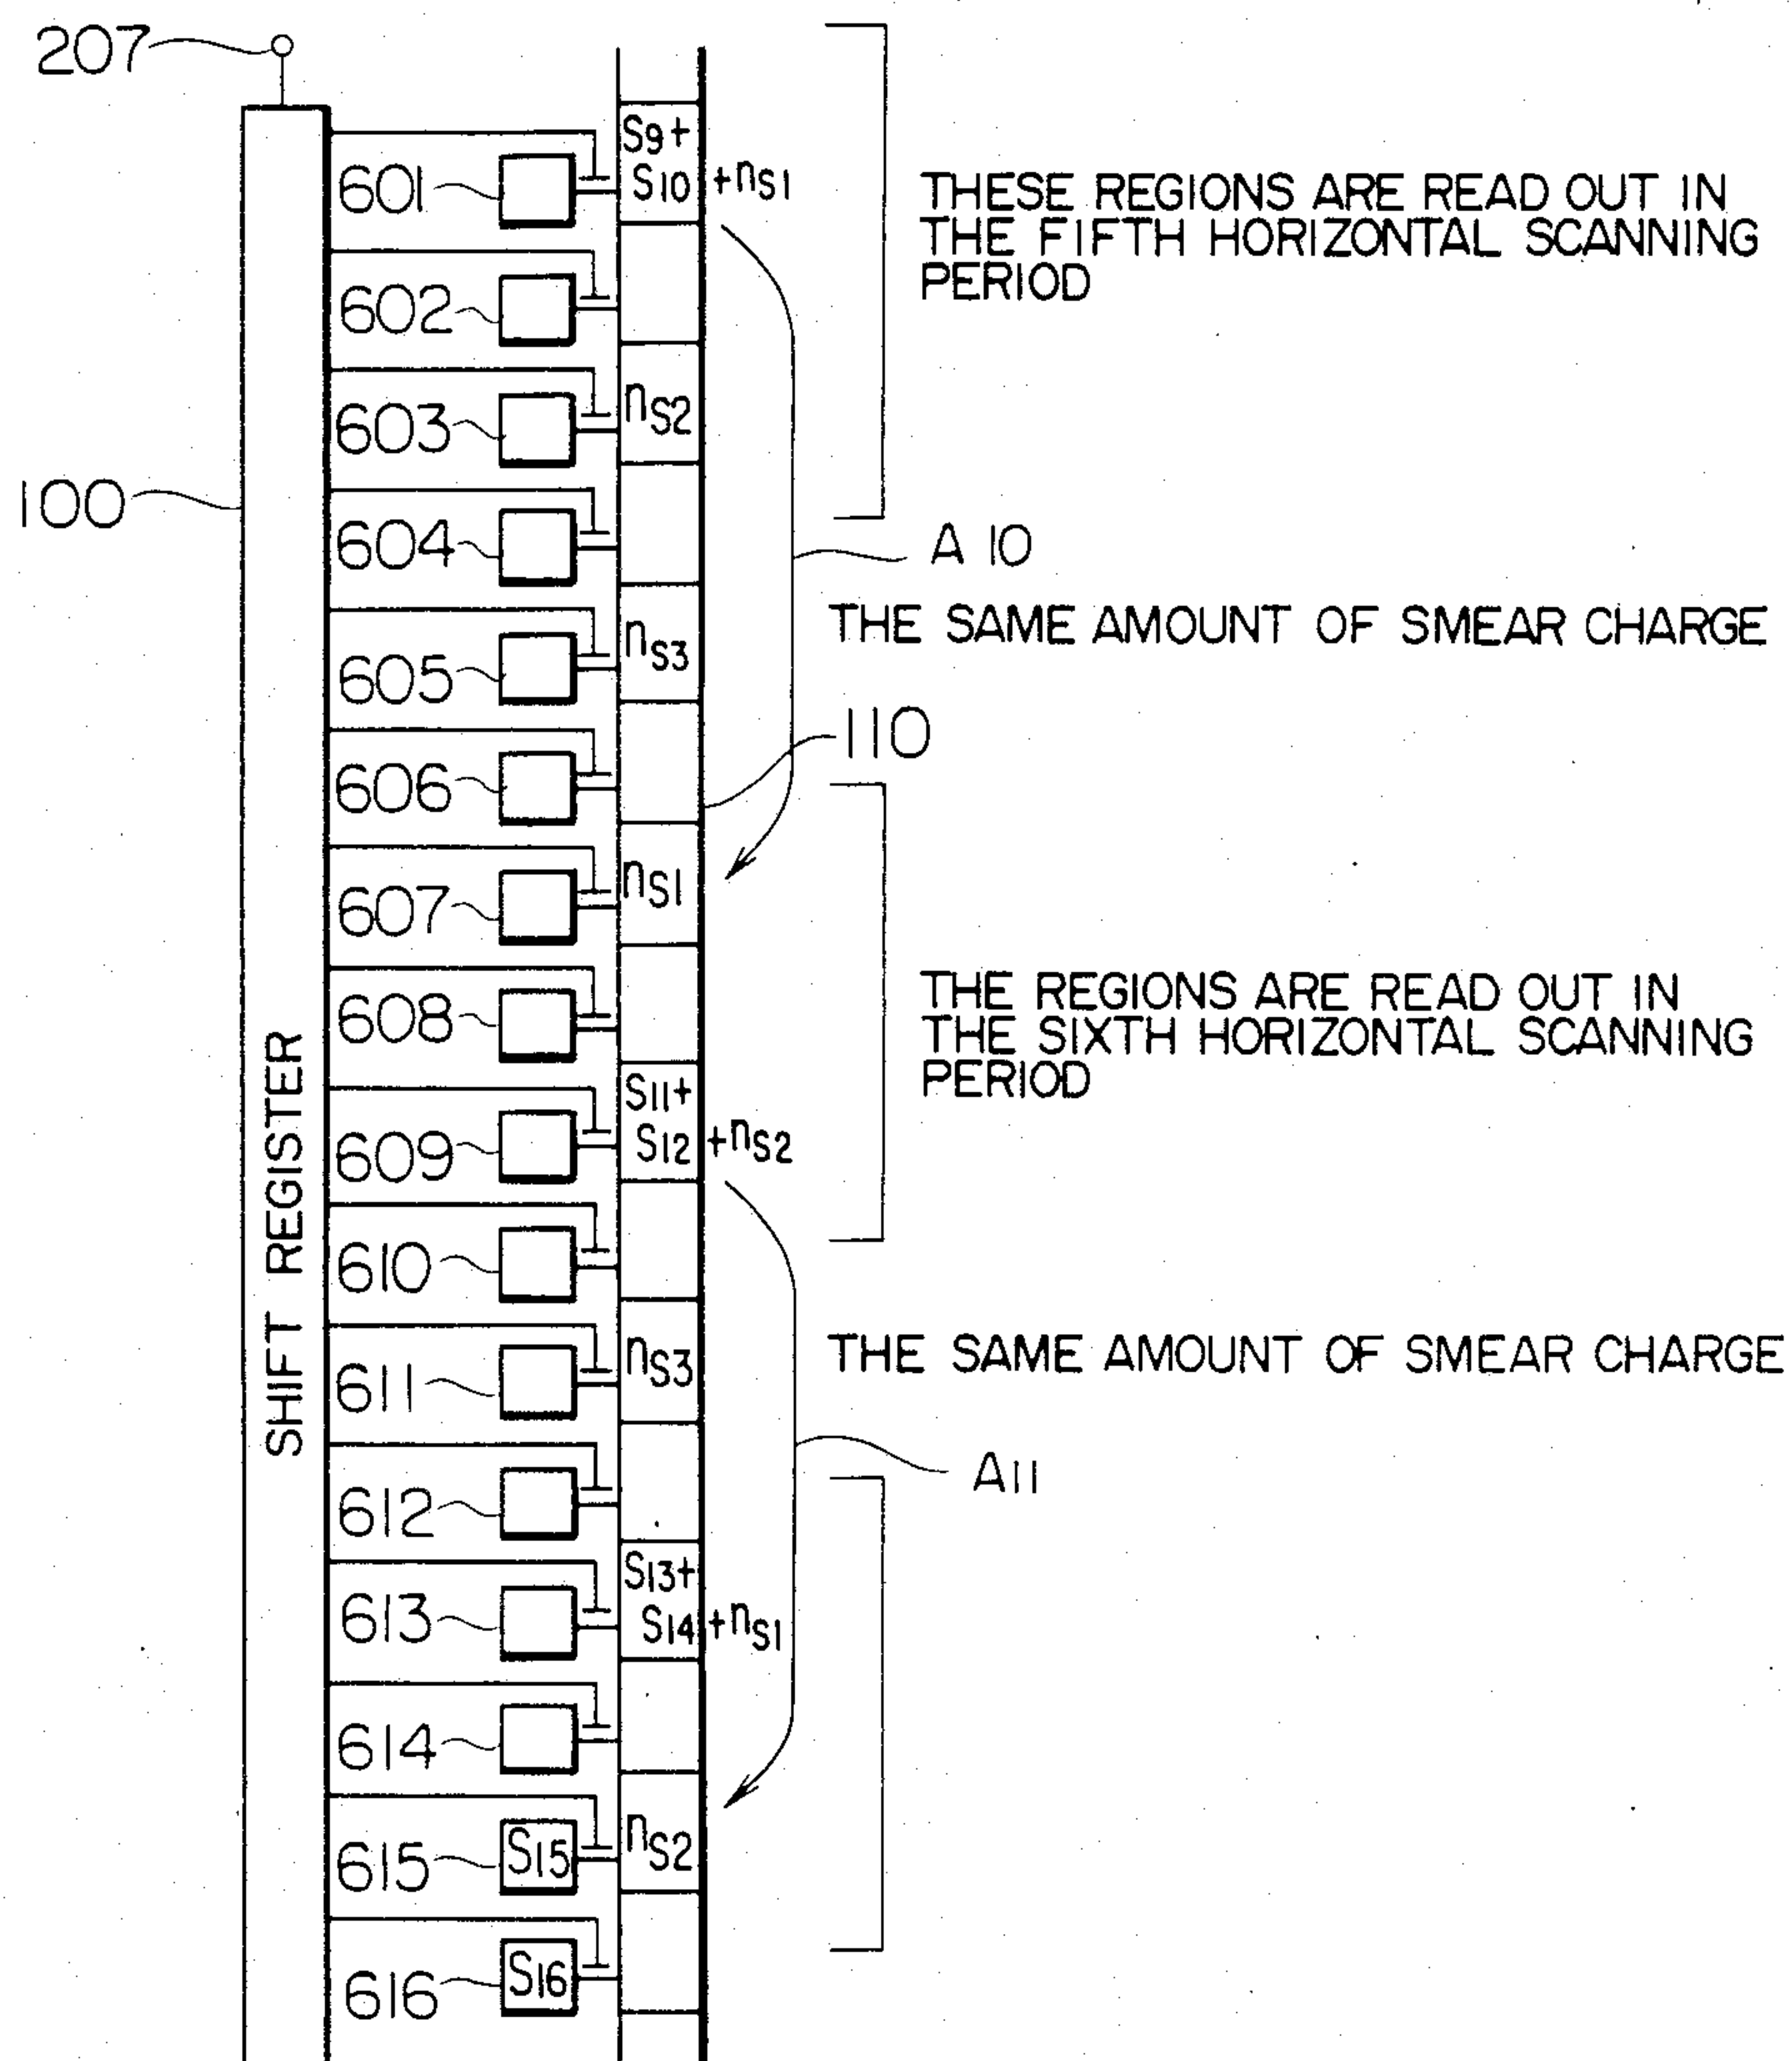 207
S9+
601
S10 +nS1
THESE REGIONS ARE READ OUT IN
THE FIFTH HORIZONTAL SCANNING
PERIOD
602
603
nS2
100
604
A 10
605
nS3
THE SAME AMOUNT OF SMEAR CHARGE
110
606
607
nS1
608
THE REGIONS ARE READ OUT IN
THE SIXTH HORIZONTAL SCANNING
PERIOD
SHIFT REGISTER
S11+
609
S12 +nS2
610
611
nS3
THE SAME AMOUNT OF SMEAR CHARGE
A11
612
S13+
613
S14 +nS1
614
615
S15
nS2
616
S16